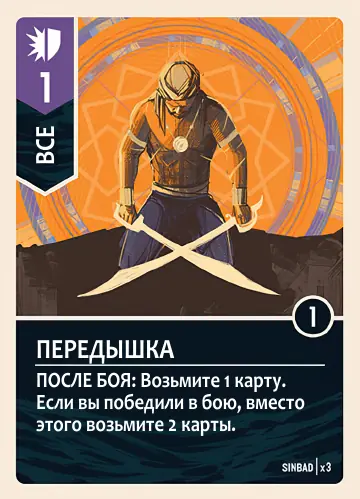 1
ВСЕ
1
ПЕРЕДЫШКА
ПОСЛЕ БОЯ: Возьмите 1 карту.
Если вы победили в бою, вместо
этого возьмите 2 карты.
SINBAD | x3